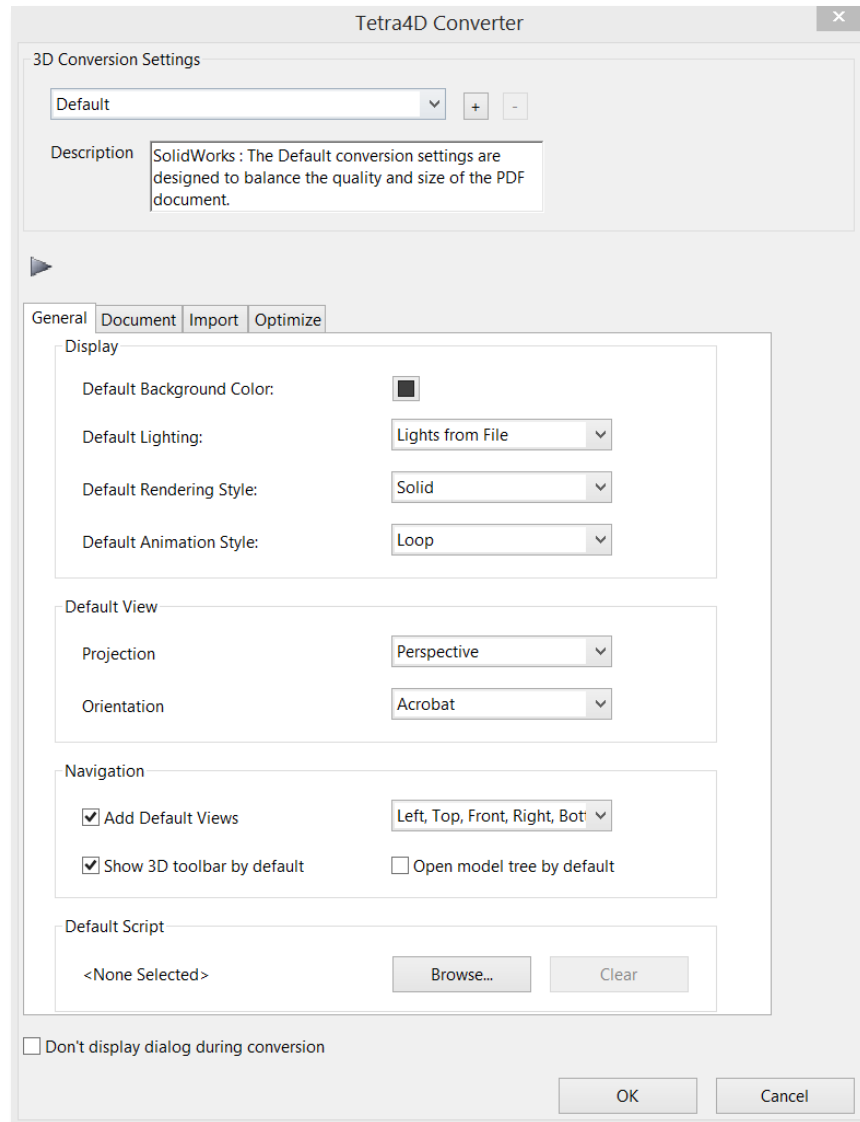 Tetra4D Converter
3D Conversion Settings
Default
+
-
Description
SolidWorks : The Default conversion settings are
designed to balance the quality and size of the PDF
document.
General Document Import Optimize
Display
Default Background Color:
Default Lighting: Lights from File
Default Rendering Style: Solid
Default Animation Style: Loop
Default View
Projection Perspective
Orientation Acrobat
Navigation
Add Default Views Left, Top, Front, Right, Bott
Show 3D toolbar by default Open model tree by default
Default Script
<None Selected> Browse... Clear
Don't display dialog during conversion
OK Cancel